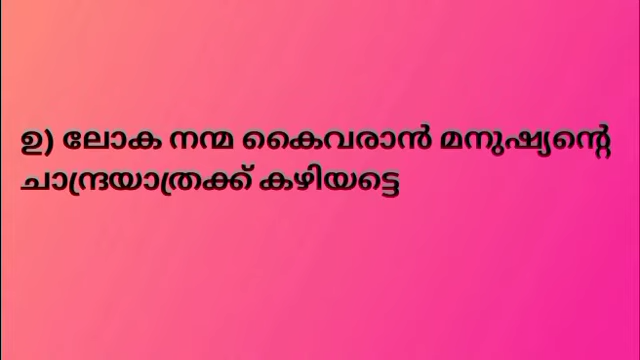 ഉ) ലോക നന്മ കൈവരാൻ മനുഷ്യന്റെ
ചാന്ദ്രയാത്രക്ക് കഴിയട്ടെ